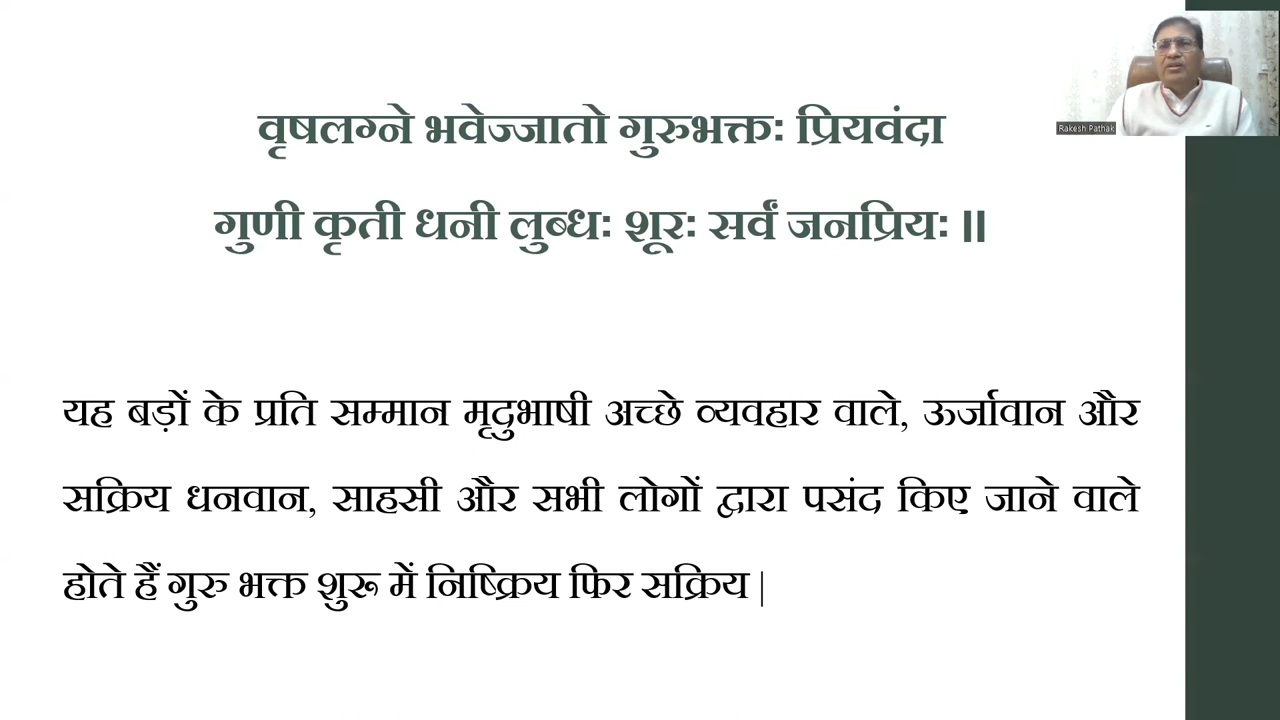 वृषलग्ने भवेज्जातो गुरुभक्तः प्रियवंदा
गुणी कृती धनी लुब्धः शूरः सर्वं जनप्रियः ॥
यह बड़ों के प्रति सम्मान मृदुभाषी अच्छे व्यवहार वाले, ऊर्जावान और
सक्रिय धनवान, साहसी और सभी लोगों द्वारा पसंद किए जाने वाले
होते हैं गुरु भक्त शुरू में निष्क्रिय फिर सक्रिय |
Rakesh Pathak